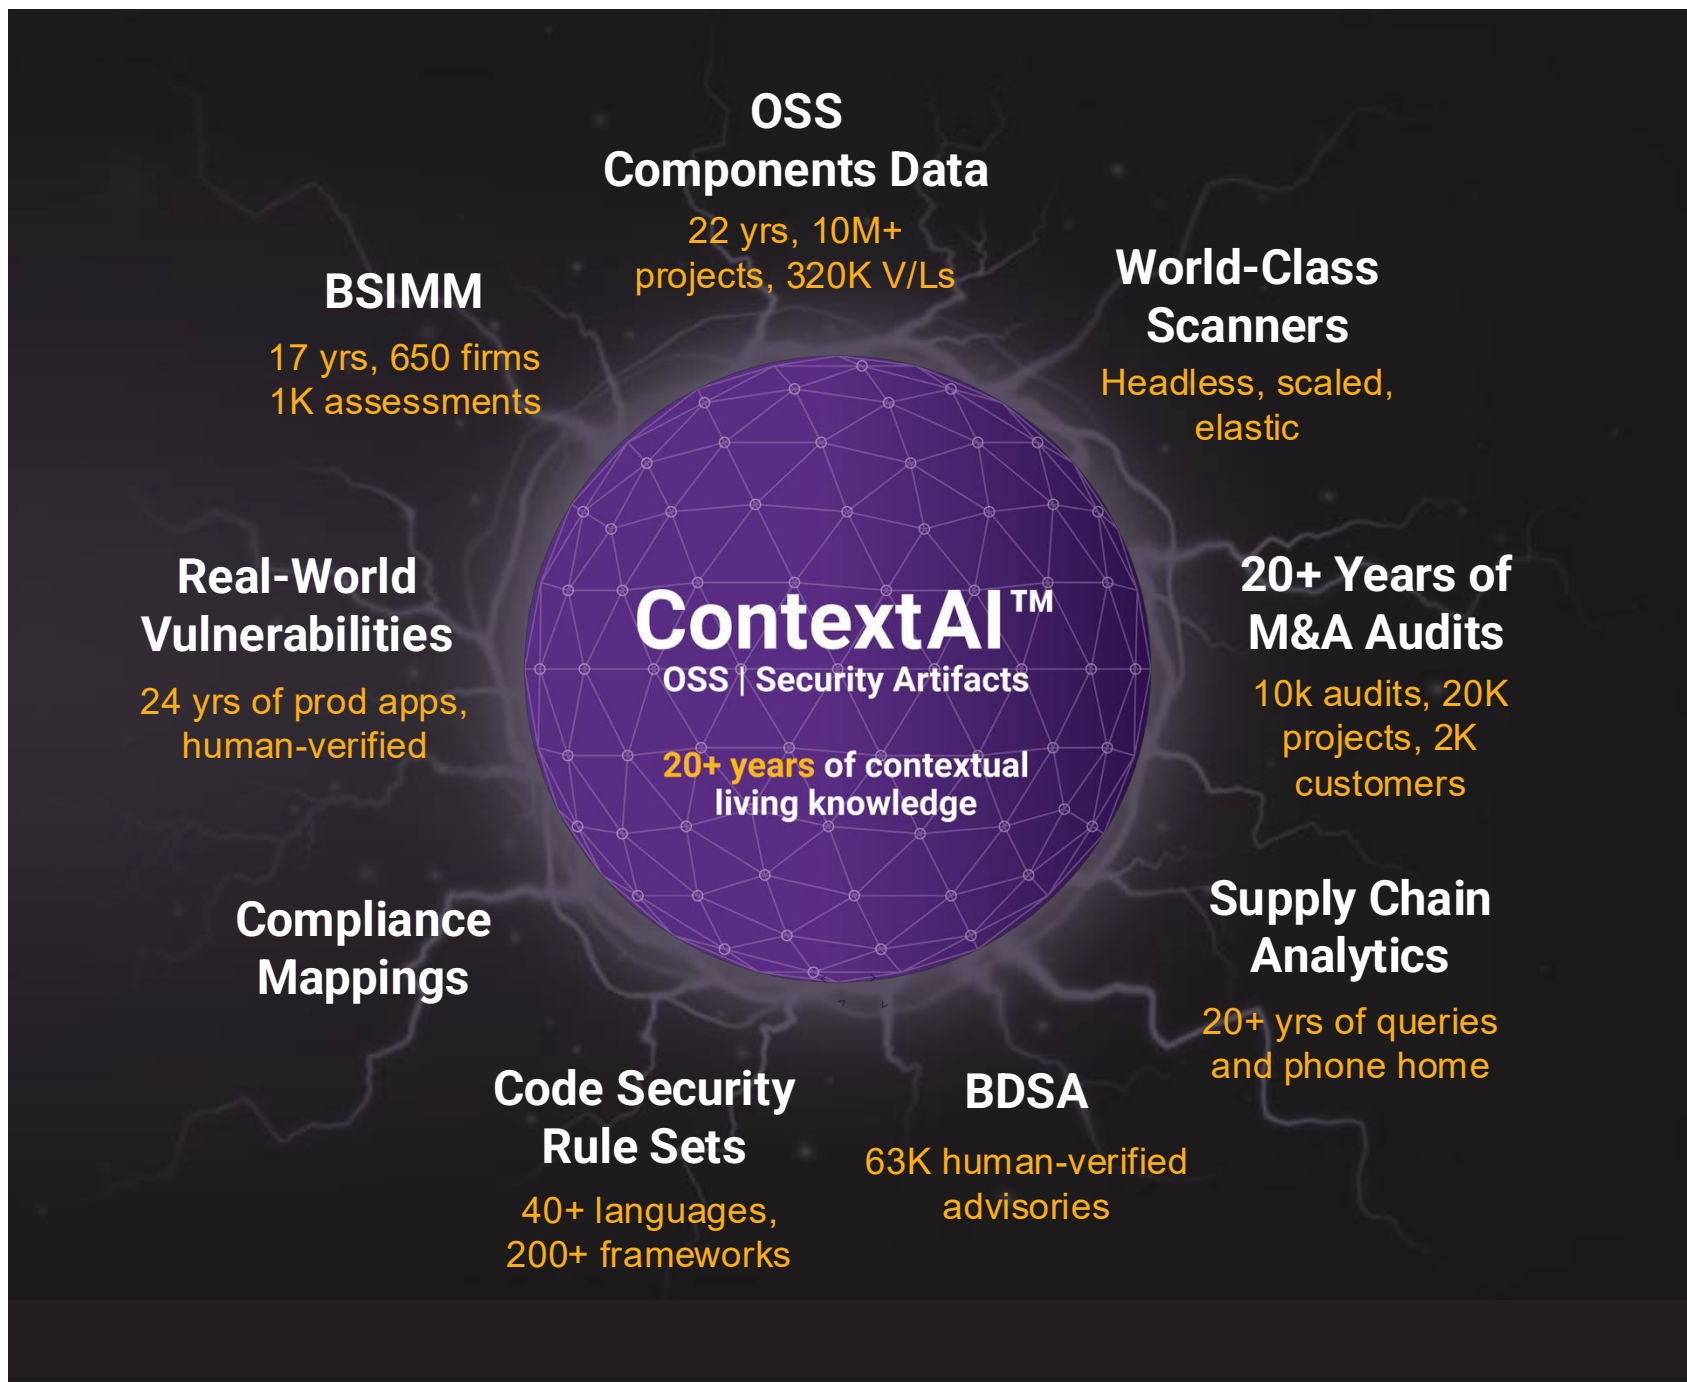 OSS
Components Data
22 yrs, 10M+
projects, 320K V/Ls
BSIMM
17 yrs, 650 firms
1K assessments
World-Class
Scanners
Headless, scaled,
elastic
Real-World
Vulnerabilities
24 yrs of prod apps,
human-verified
ContextAI™
OSS | Security Artifacts
20+ years of contextual
living knowledge
20+ Years of
M&A Audits
10k audits, 20K
projects, 2K
customers
Compliance
Mappings
Supply Chain
Analytics
20+ yrs of queries
and phone home
Code Security
Rule Sets
40+ languages,
200+ frameworks
BDSA
63K human-verified
advisories